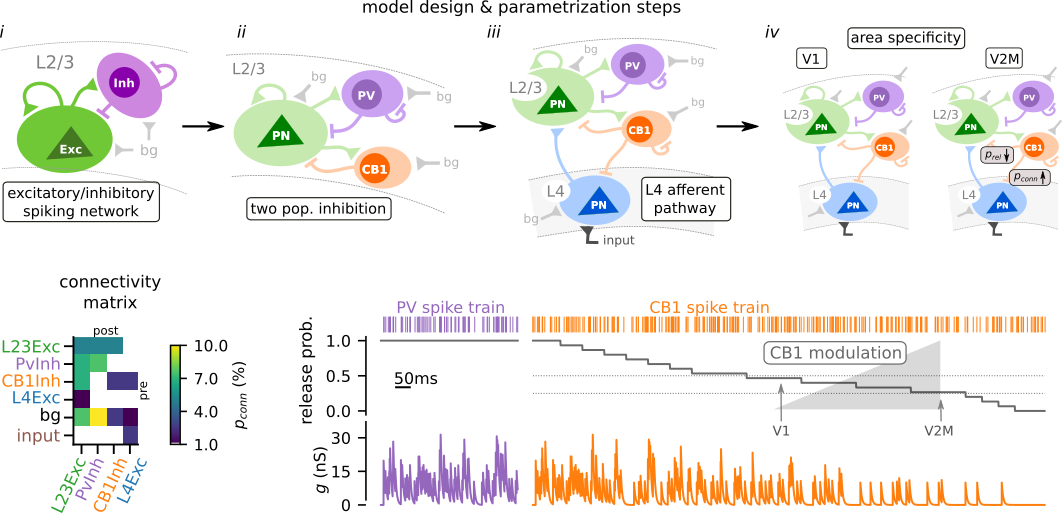 model design & parametrization steps
i
L2/3
Inh
Exc
bg
excitatory/inhibitory
spiking network
ii
L2/3
bg
PV
bg
PN
CB1
bg
two pop. inhibition
iii
bg
PV
bg
L2/3
PN
CB1
bg
L4
PN
bg
input
L4 afferent
pathway
iv
area specificity
V1
V2M
L2/3
PV
PN
CB1
L4
PN
L2/3
PV
PN
CB1
prel
pconn
L4
PN
connectivity
matrix
post
L23Exc
PvInh
CB1Inh
L4Exc
bg
input
pre
L23Exc
PvInh
CB1Inh
L4Exc
10.0
7.0
4.0
1.0
pconn (%)
PV spike train
CB1 spike train
release prob.
1.0
0.5
0.0
50ms
CB1 modulation
V1
V2M
g (nS)
30
15
0